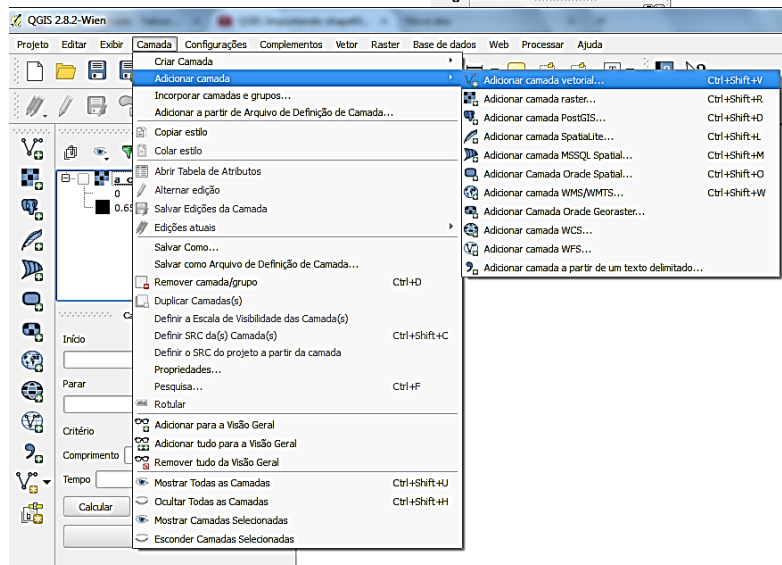 QGIS 2.8.2-Wien
Projeto Editar Exibir Camada Configurações Complementos Vetor Raster Base de dados Web Processar Ajuda
Criar Camada
Adicionar camada
Incorporar camadas e grupos...
Adicionar a partir de Arquivo de Definição de Camada...
Copiar estilo
Colar estilo
Abrir Tabela de Atributos
Alternar edição
Salvar Edições da Camada
Edições atuais
Salvar Como...
Salvar como Arquivo de Definição de Camada...
Remover camada/grupo Ctrl+D
Duplicar Camadas(s)
Definir a Escala de Visibilidade das Camada(s)
Definir SRC da(s) Camada(s) Ctrl+Shift+C
Definir o SRC do projeto a partir da camada
Propriedades...
Pesquisa... Ctrl+F
Rotular
Adicionar para a Visão Geral
Adicionar tudo para a Visão Geral
Remover tudo da Visão Geral
Mostrar Todas as Camadas Ctrl+Shift+U
Ocultar Todas as Camadas Ctrl+Shift+H
Mostrar Camadas Selecionadas
Esconder Camadas Selecionadas
Adicionar camada vetorial... Ctrl+Shift+V
Adicionar camada raster... Ctrl+Shift+R
Adicionar camada PostGIS... Ctrl+Shift+D
Adicionar camada SpatiaLite... Ctrl+Shift+L
Adicionar camada MSSQL Spatial... Ctrl+Shift+M
Adicionar Camada Oracle Spatial... Ctrl+Shift+O
Adicionar camada WMS/WMTS... Ctrl+Shift+W
Adicionar Camada Oracle Georaster...
Adicionar camada WCS...
Adicionar camada WFS...
Adicionar camada a partir de um texto delimitado...
0
0.65
Início
Parar
Critério
Comprimento
Tempo
Calcular